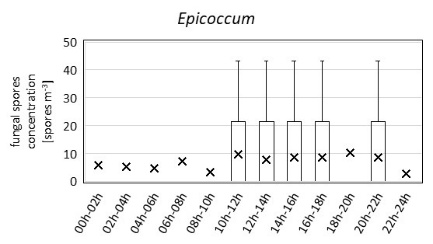 Epicoccum
fungal spores
concentration
[spores m⁻³]
50
40
30
20
10
0
00h-02h
02h-04h
04h-06h
06h-08h
08h-10h
10h-12h
12h-14h
14h-16h
16h-18h
18h-20h
20h-22h
22h-24h